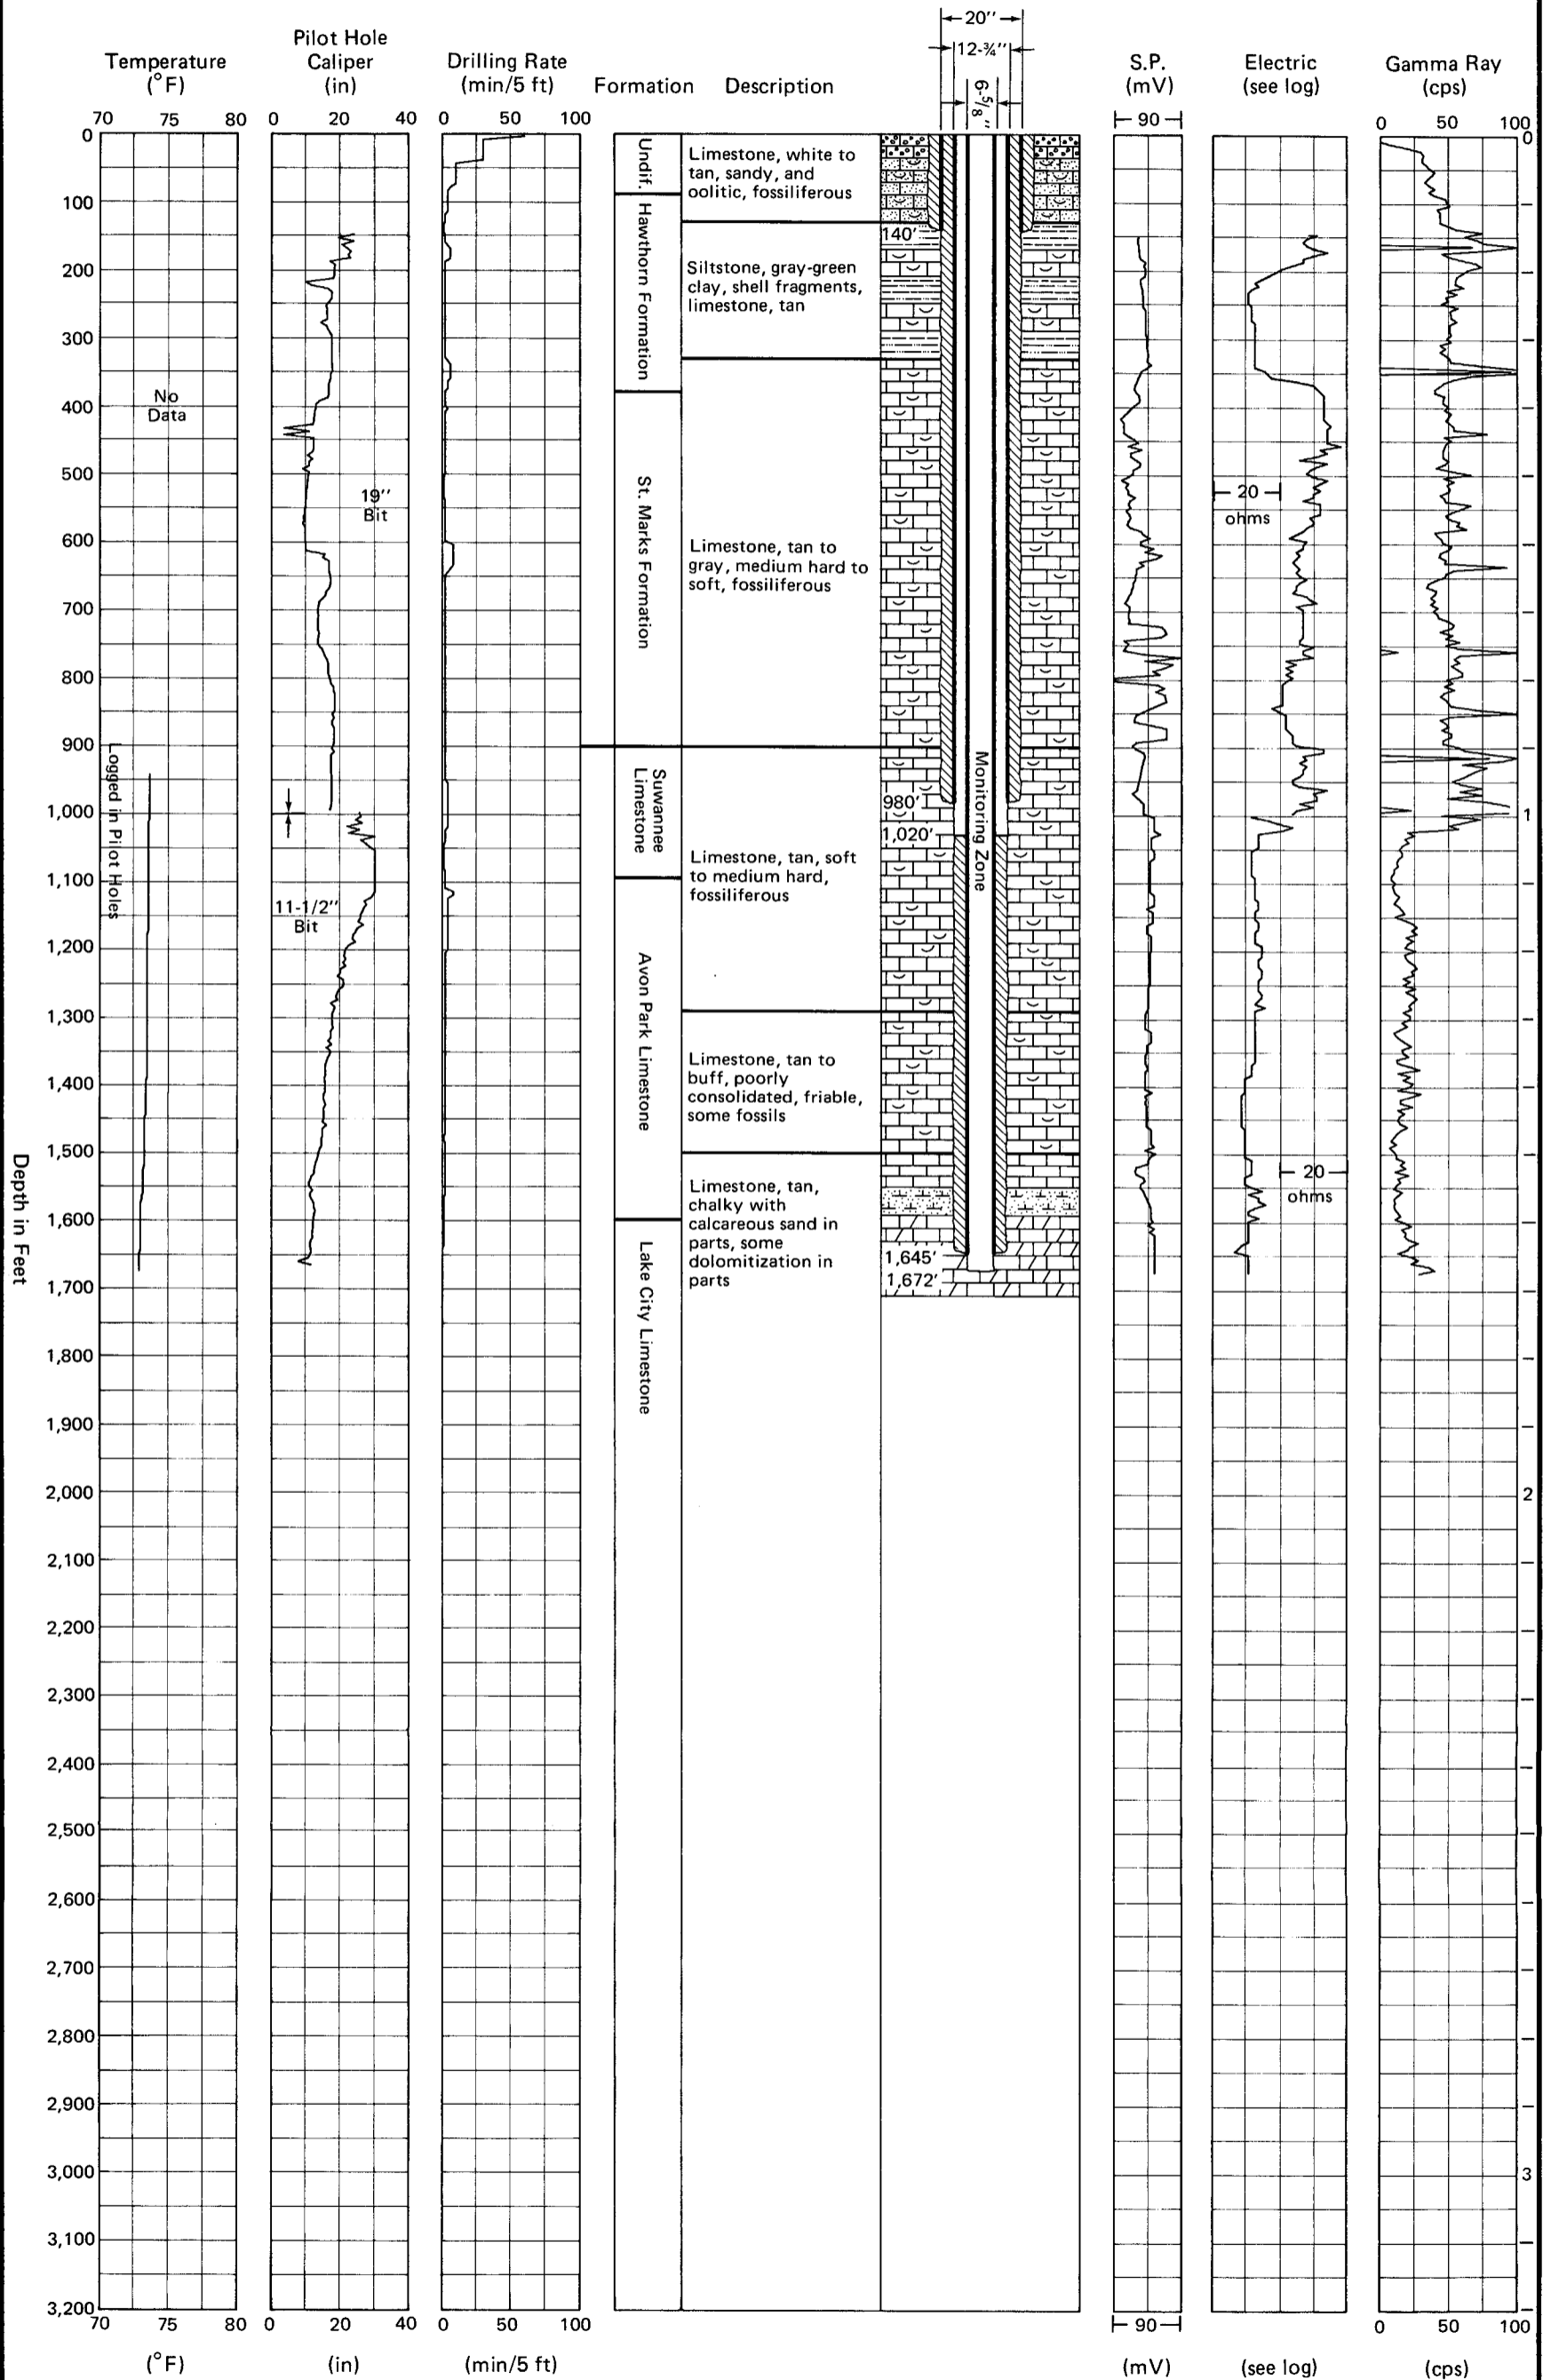 20''
12-¾''
6-5/8''
Temperature
(°F)
Pilot Hole
Caliper
(in)
Drilling Rate
(min/5 ft)
Formation
Description
S.P.
(mV)
Electric
(see log)
Gamma Ray
(cps)
70 75 80
0 20 40
0 50 100
90
0 50 100
0
100
200
300
400
500
600
700
800
900
1,000
1,100
1,200
1,300
1,400
1,500
1,600
1,700
1,800
1,900
2,000
2,100
2,200
2,300
2,400
2,500
2,600
2,700
2,800
2,900
3,000
3,100
3,200
Depth in Feet
No
Data
Logged in Pilot Holes
19''
Bit
11-1/2''
Bit
Undif.
Hawthorn Formation
St. Marks Formation
Suwannee
Limestone
Avon Park Limestone
Lake City Limestone
Limestone, white to
tan, sandy, and
oolitic, fossiliferous
Siltstone, gray-green
clay, shell fragments,
limestone, tan
Limestone, tan to
gray, medium hard to
soft, fossiliferous
Limestone, tan, soft
to medium hard,
fossiliferous
Limestone, tan to
buff, poorly
consolidated, friable,
some fossils
Limestone, tan,
chalky with
calcareous sand in
parts, some
dolomitization in
parts
140'
980'
1,020'
1,645'
1,672'
Monitoring Zone
20
ohms
20
ohms
0
1
2
3
70 75 80
0 20 40
0 50 100
90
0 50 100
(°F)
(in)
(min/5 ft)
(mV)
(see log)
(cps)